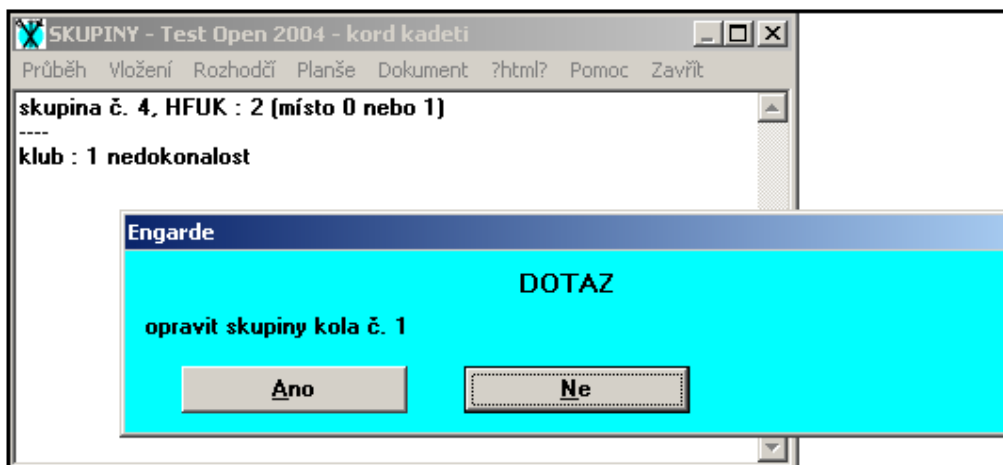 SKUPINY - Test Open 2004 - kord kadeti
Průběh Vložení Rozhodčí Planše Dokument ?html? Pomoc Zavřít
skupina č. 4, HFUK : 2 (místo 0 nebo 1)
----
klub : 1 nedokonalost
Engarde
DOTAZ
opravit skupiny kola č. 1
Ano Ne